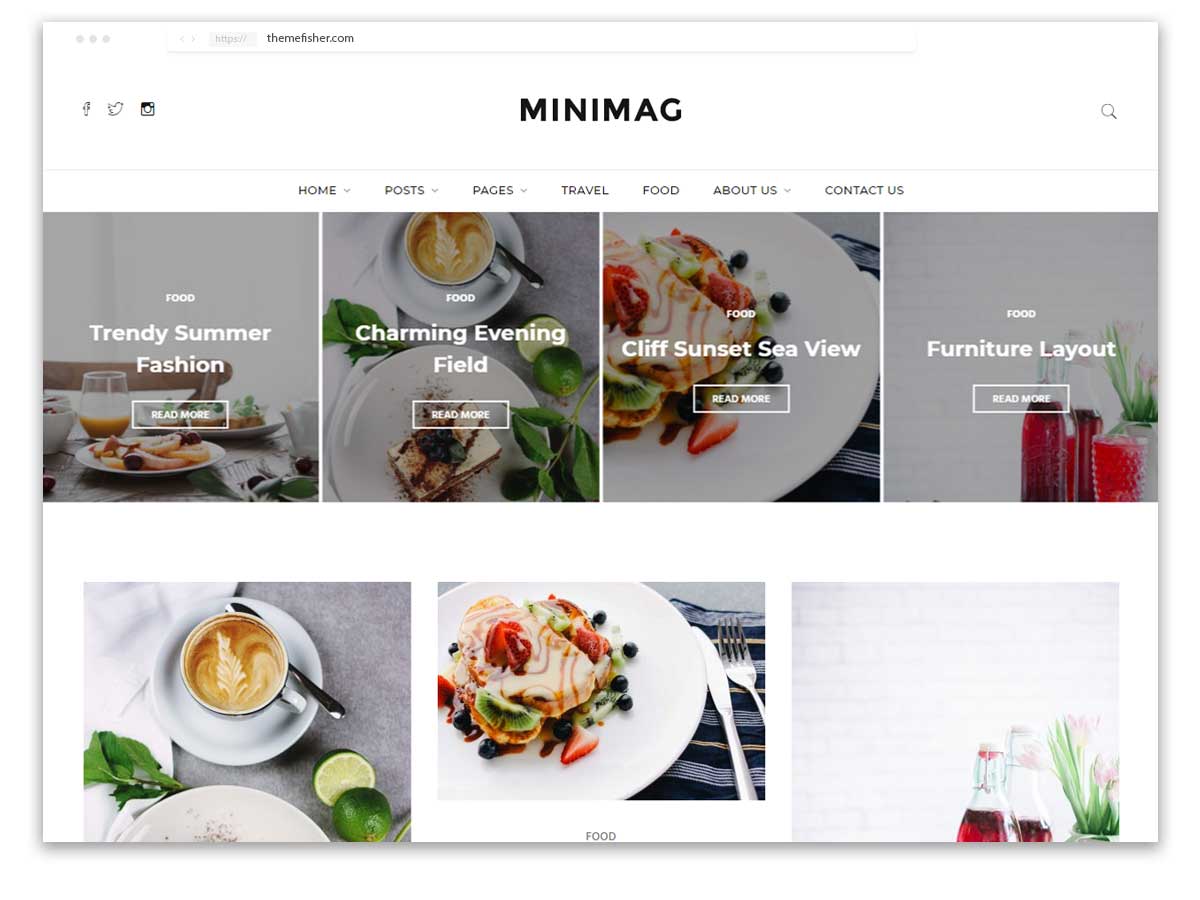 https:// themefisher.com
MINIMAG
HOME POSTS PAGES TRAVEL FOOD ABOUT US CONTACT US
FOOD
Trendy Summer
Fashion
READ MORE
FOOD
Charming Evening
Field
READ MORE
FOOD
Cliff Sunset Sea View
READ MORE
FOOD
Furniture Layout
READ MORE
FOOD